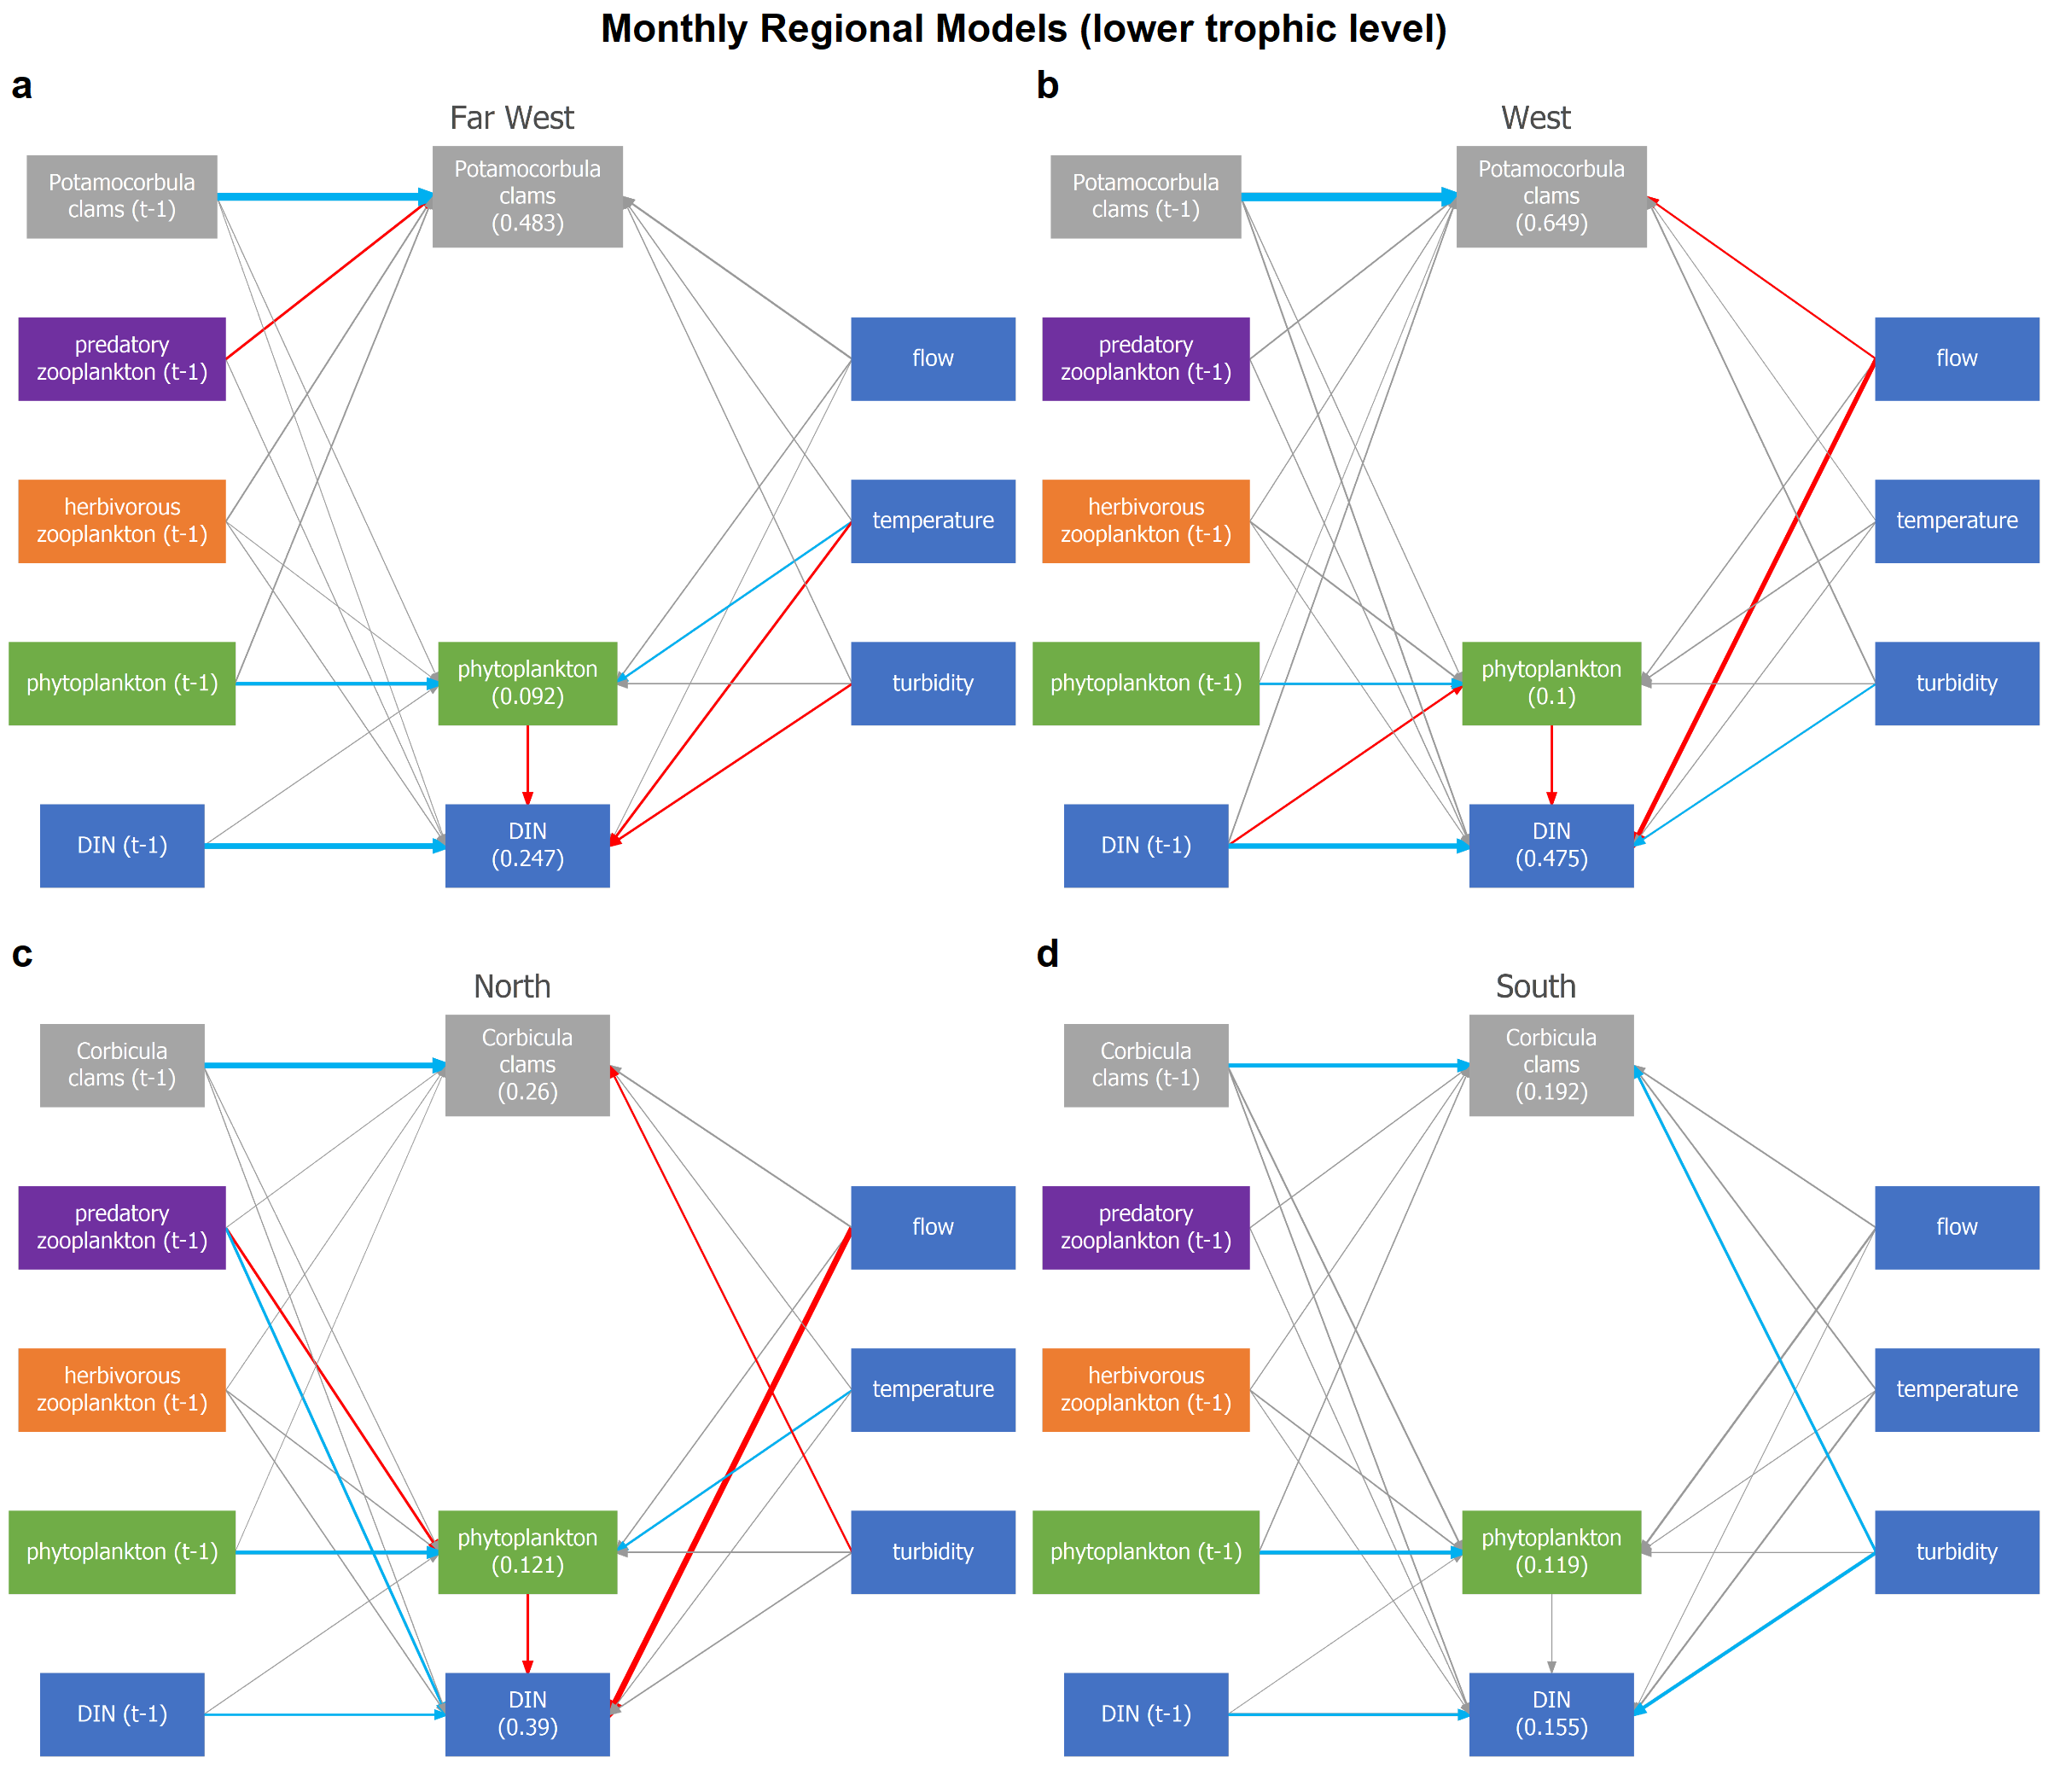 Monthly Regional Models (lower trophic level)
a
Far West
Potamocorbula
clams (t-1)
Potamocorbula
clams
(0.483)
predatory
zooplankton (t-1)
flow
herbivorous
zooplankton (t-1)
temperature
phytoplankton (t-1)
phytoplankton
(0.092)
turbidity
DIN (t-1)
DIN
(0.247)
b
West
Potamocorbula
clams (t-1)
Potamocorbula
clams
(0.649)
predatory
zooplankton (t-1)
flow
herbivorous
zooplankton (t-1)
temperature
phytoplankton (t-1)
phytoplankton
(0.1)
turbidity
DIN (t-1)
DIN
(0.475)
c
North
Corbicula
clams (t-1)
Corbicula
clams
(0.26)
predatory
zooplankton (t-1)
flow
herbivorous
zooplankton (t-1)
temperature
phytoplankton (t-1)
phytoplankton
(0.121)
turbidity
DIN (t-1)
DIN
(0.39)
d
South
Corbicula
clams (t-1)
Corbicula
clams
(0.192)
predatory
zooplankton (t-1)
flow
herbivorous
zooplankton (t-1)
temperature
phytoplankton (t-1)
phytoplankton
(0.119)
turbidity
DIN (t-1)
DIN
(0.155)